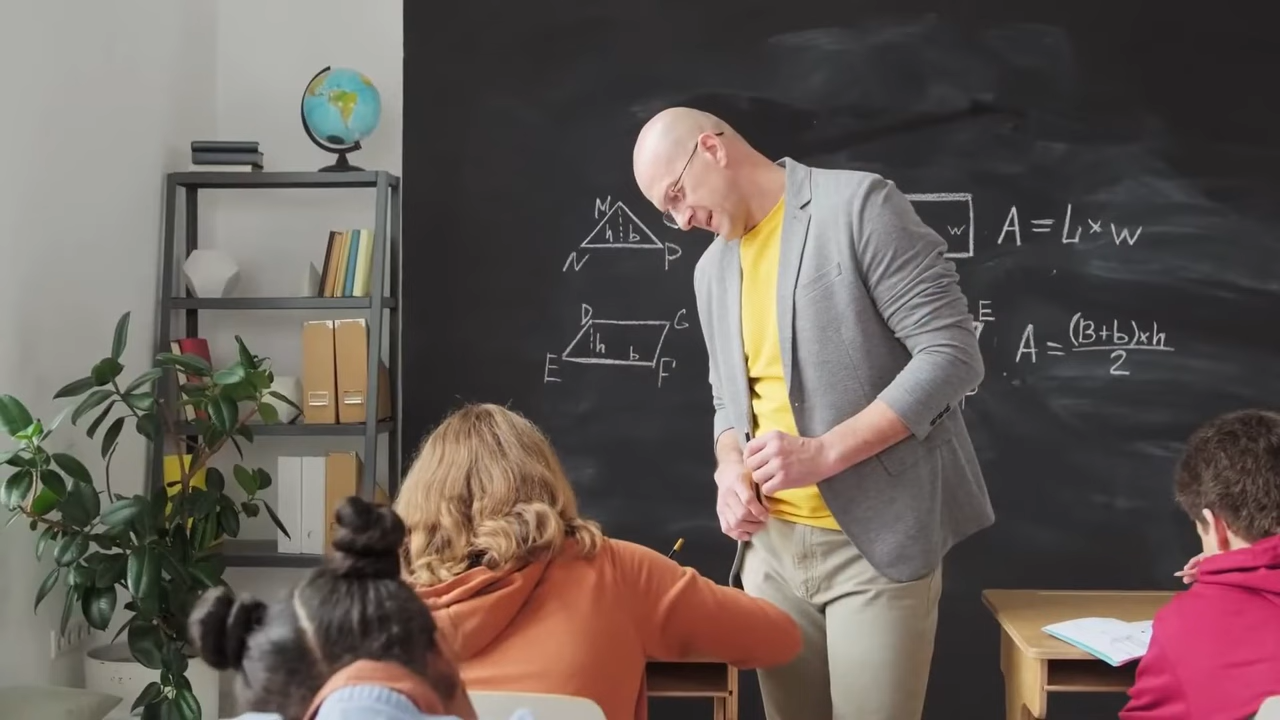 M
h b
N P
w
A = L × w
D G
h b
E F
E
A = (B+b)×h
2